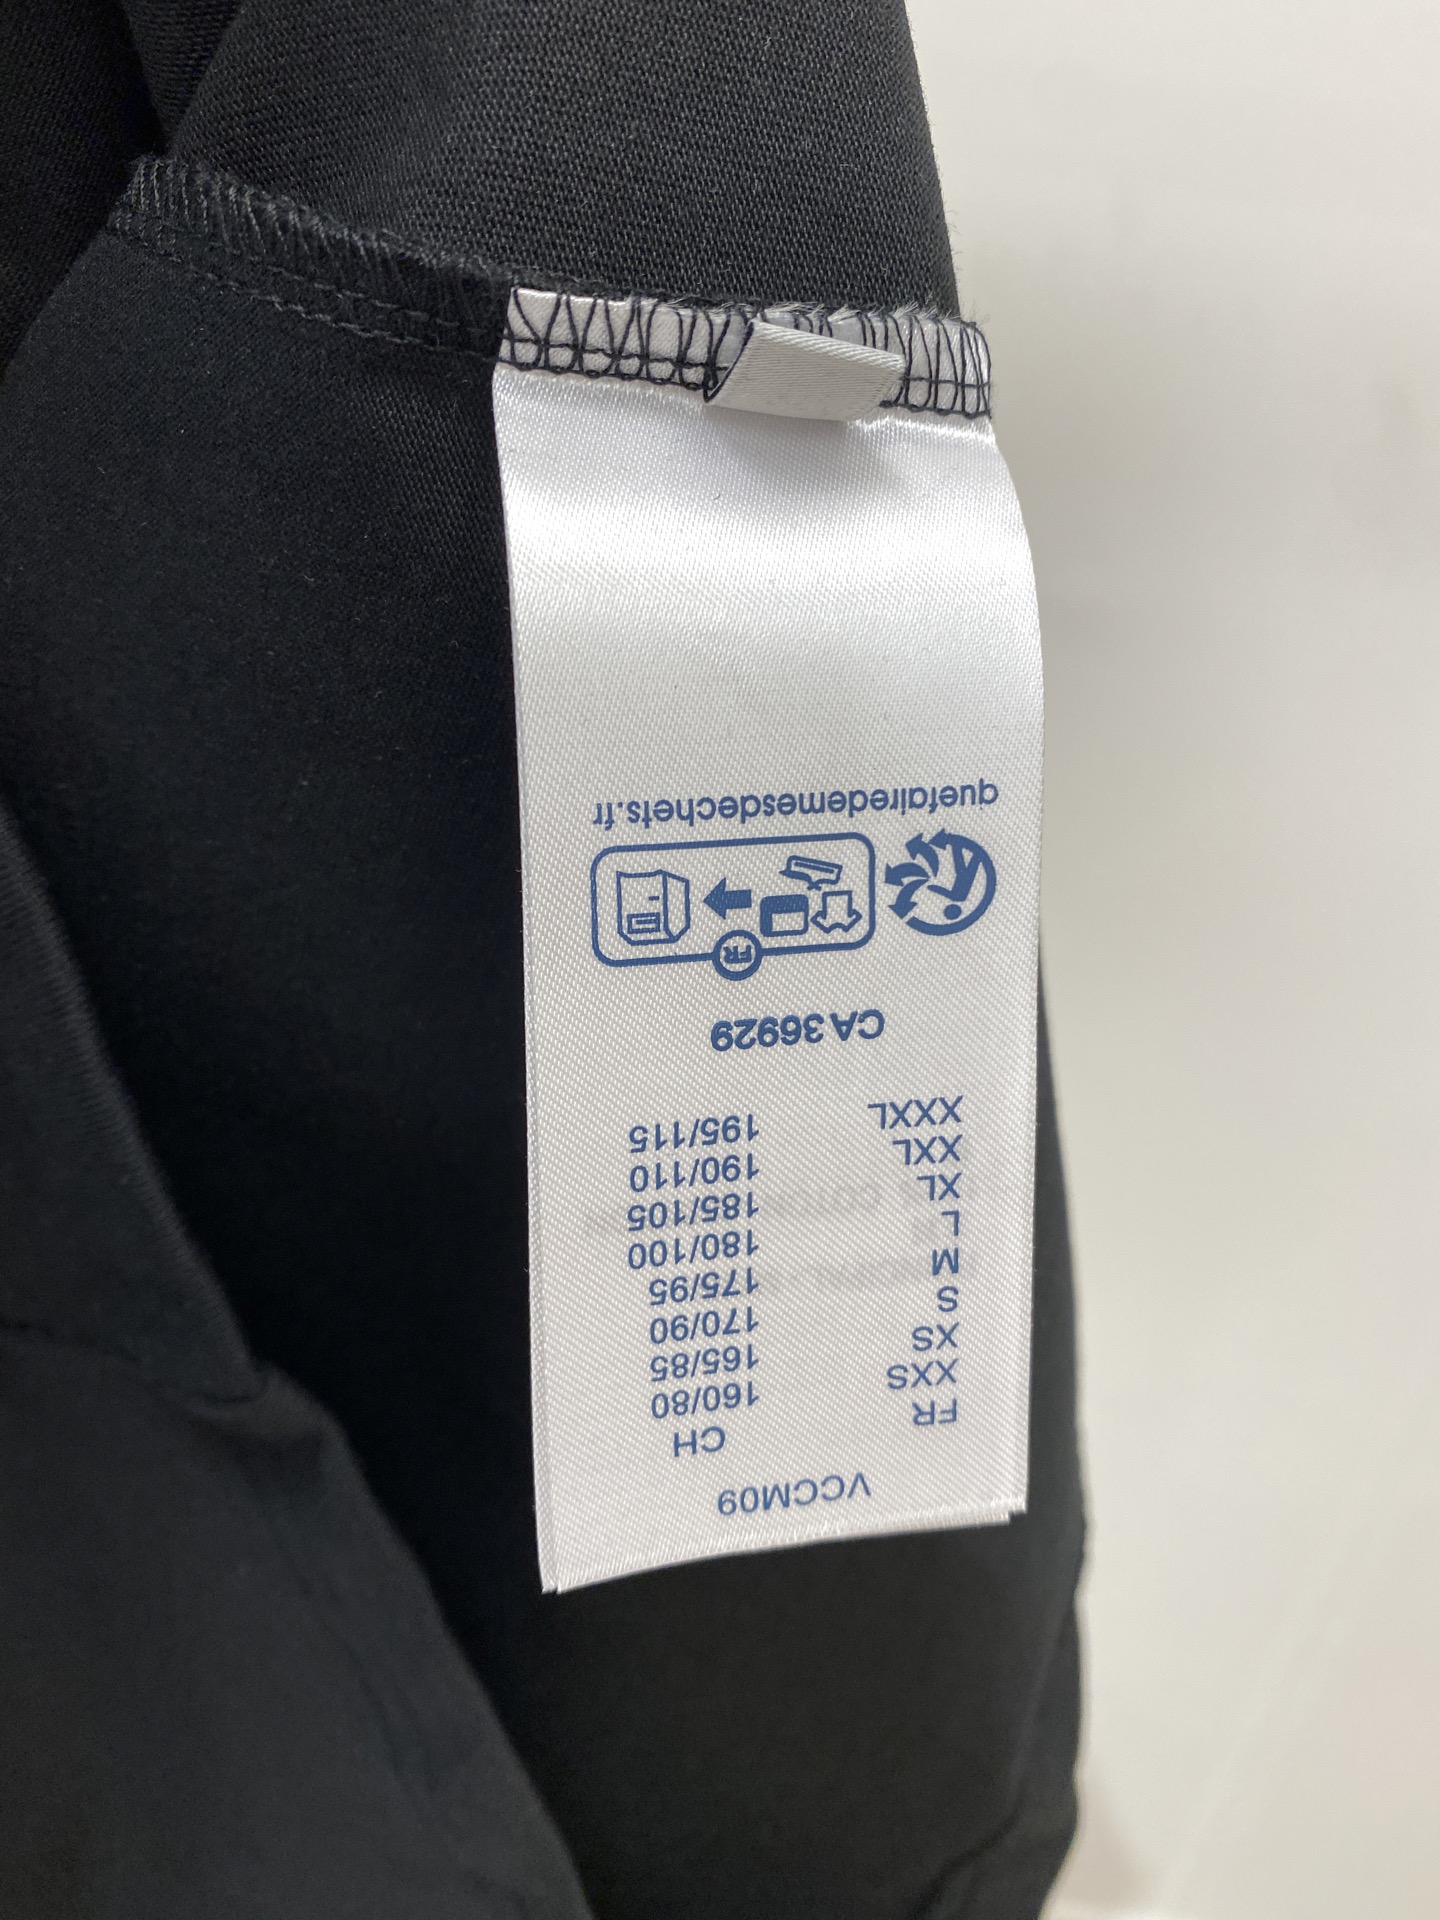 VCCM09
FR CH
XXS 160/80
XS 165/85
S 170/90
M 175/95
L 180/100
XL 185/105
XXL 190/110
XXXL 195/115
CA 36929
FR
quefairedemesdechets.fr